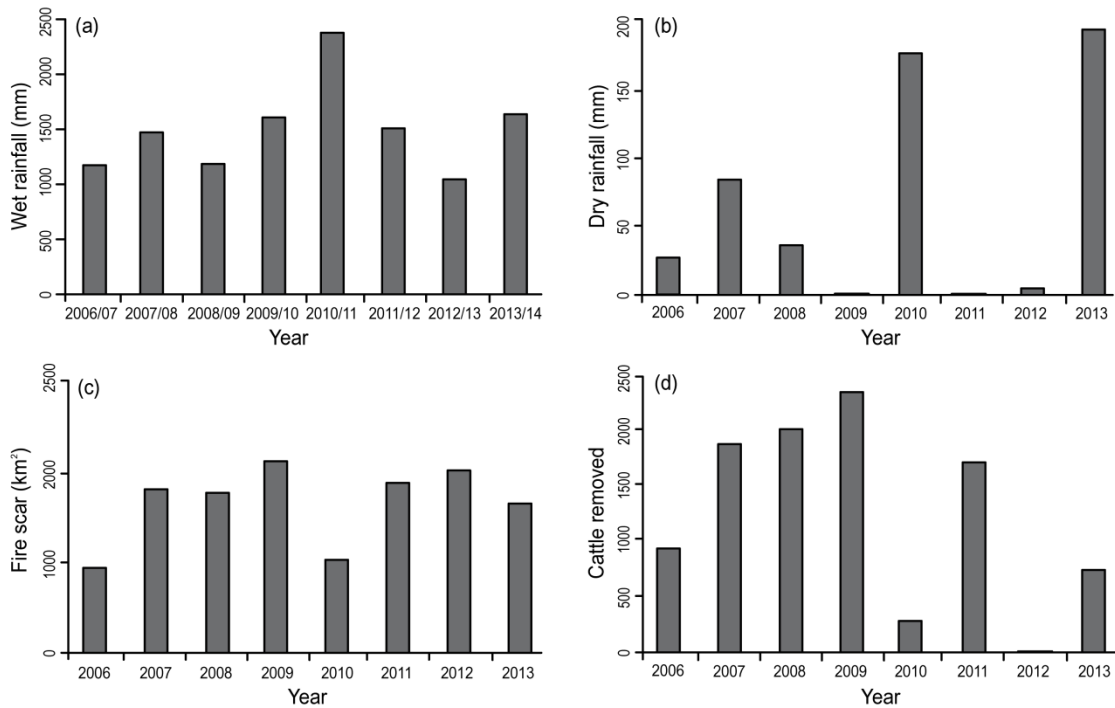 (a)
Wet rainfall (mm)
2500
2000
1500
1000
500
0
2006/07 2007/08 2008/09 2009/10 2010/11 2011/12 2012/13 2013/14
Year
(b)
Dry rainfall (mm)
200
150
100
50
0
2006 2007 2008 2009 2010 2011 2012 2013
Year
(c)
Fire scar (km²)
2500
2000
1000
0
2006 2007 2008 2009 2010 2011 2012 2013
Year
(d)
Cattle removed
2500
2000
1500
1000
500
0
2006 2007 2008 2009 2010 2011 2012 2013
Year